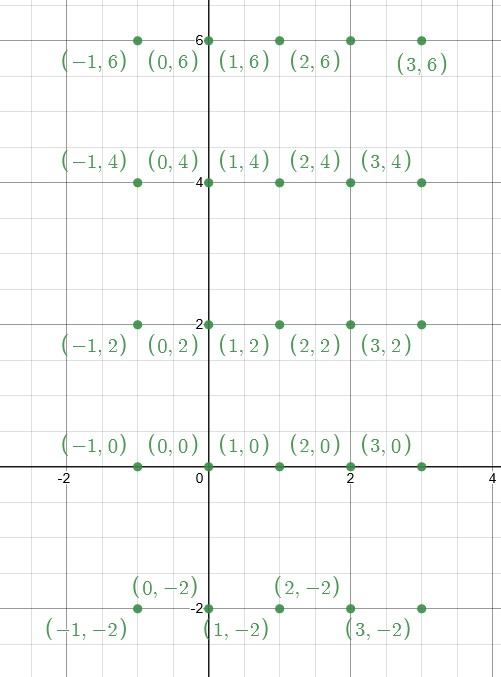 6
(−1, 6) (0, 6) (1, 6) (2, 6) (3, 6)
(−1, 4) (0, 4) (1, 4) (2, 4) (3, 4)
4
2
(−1, 2) (0, 2) (1, 2) (2, 2) (3, 2)
(−1, 0) (0, 0) (1, 0) (2, 0) (3, 0)
-2 0 2 4
(0, −2) (2, −2)
-2
(−1, −2) (1, −2) (3, −2)